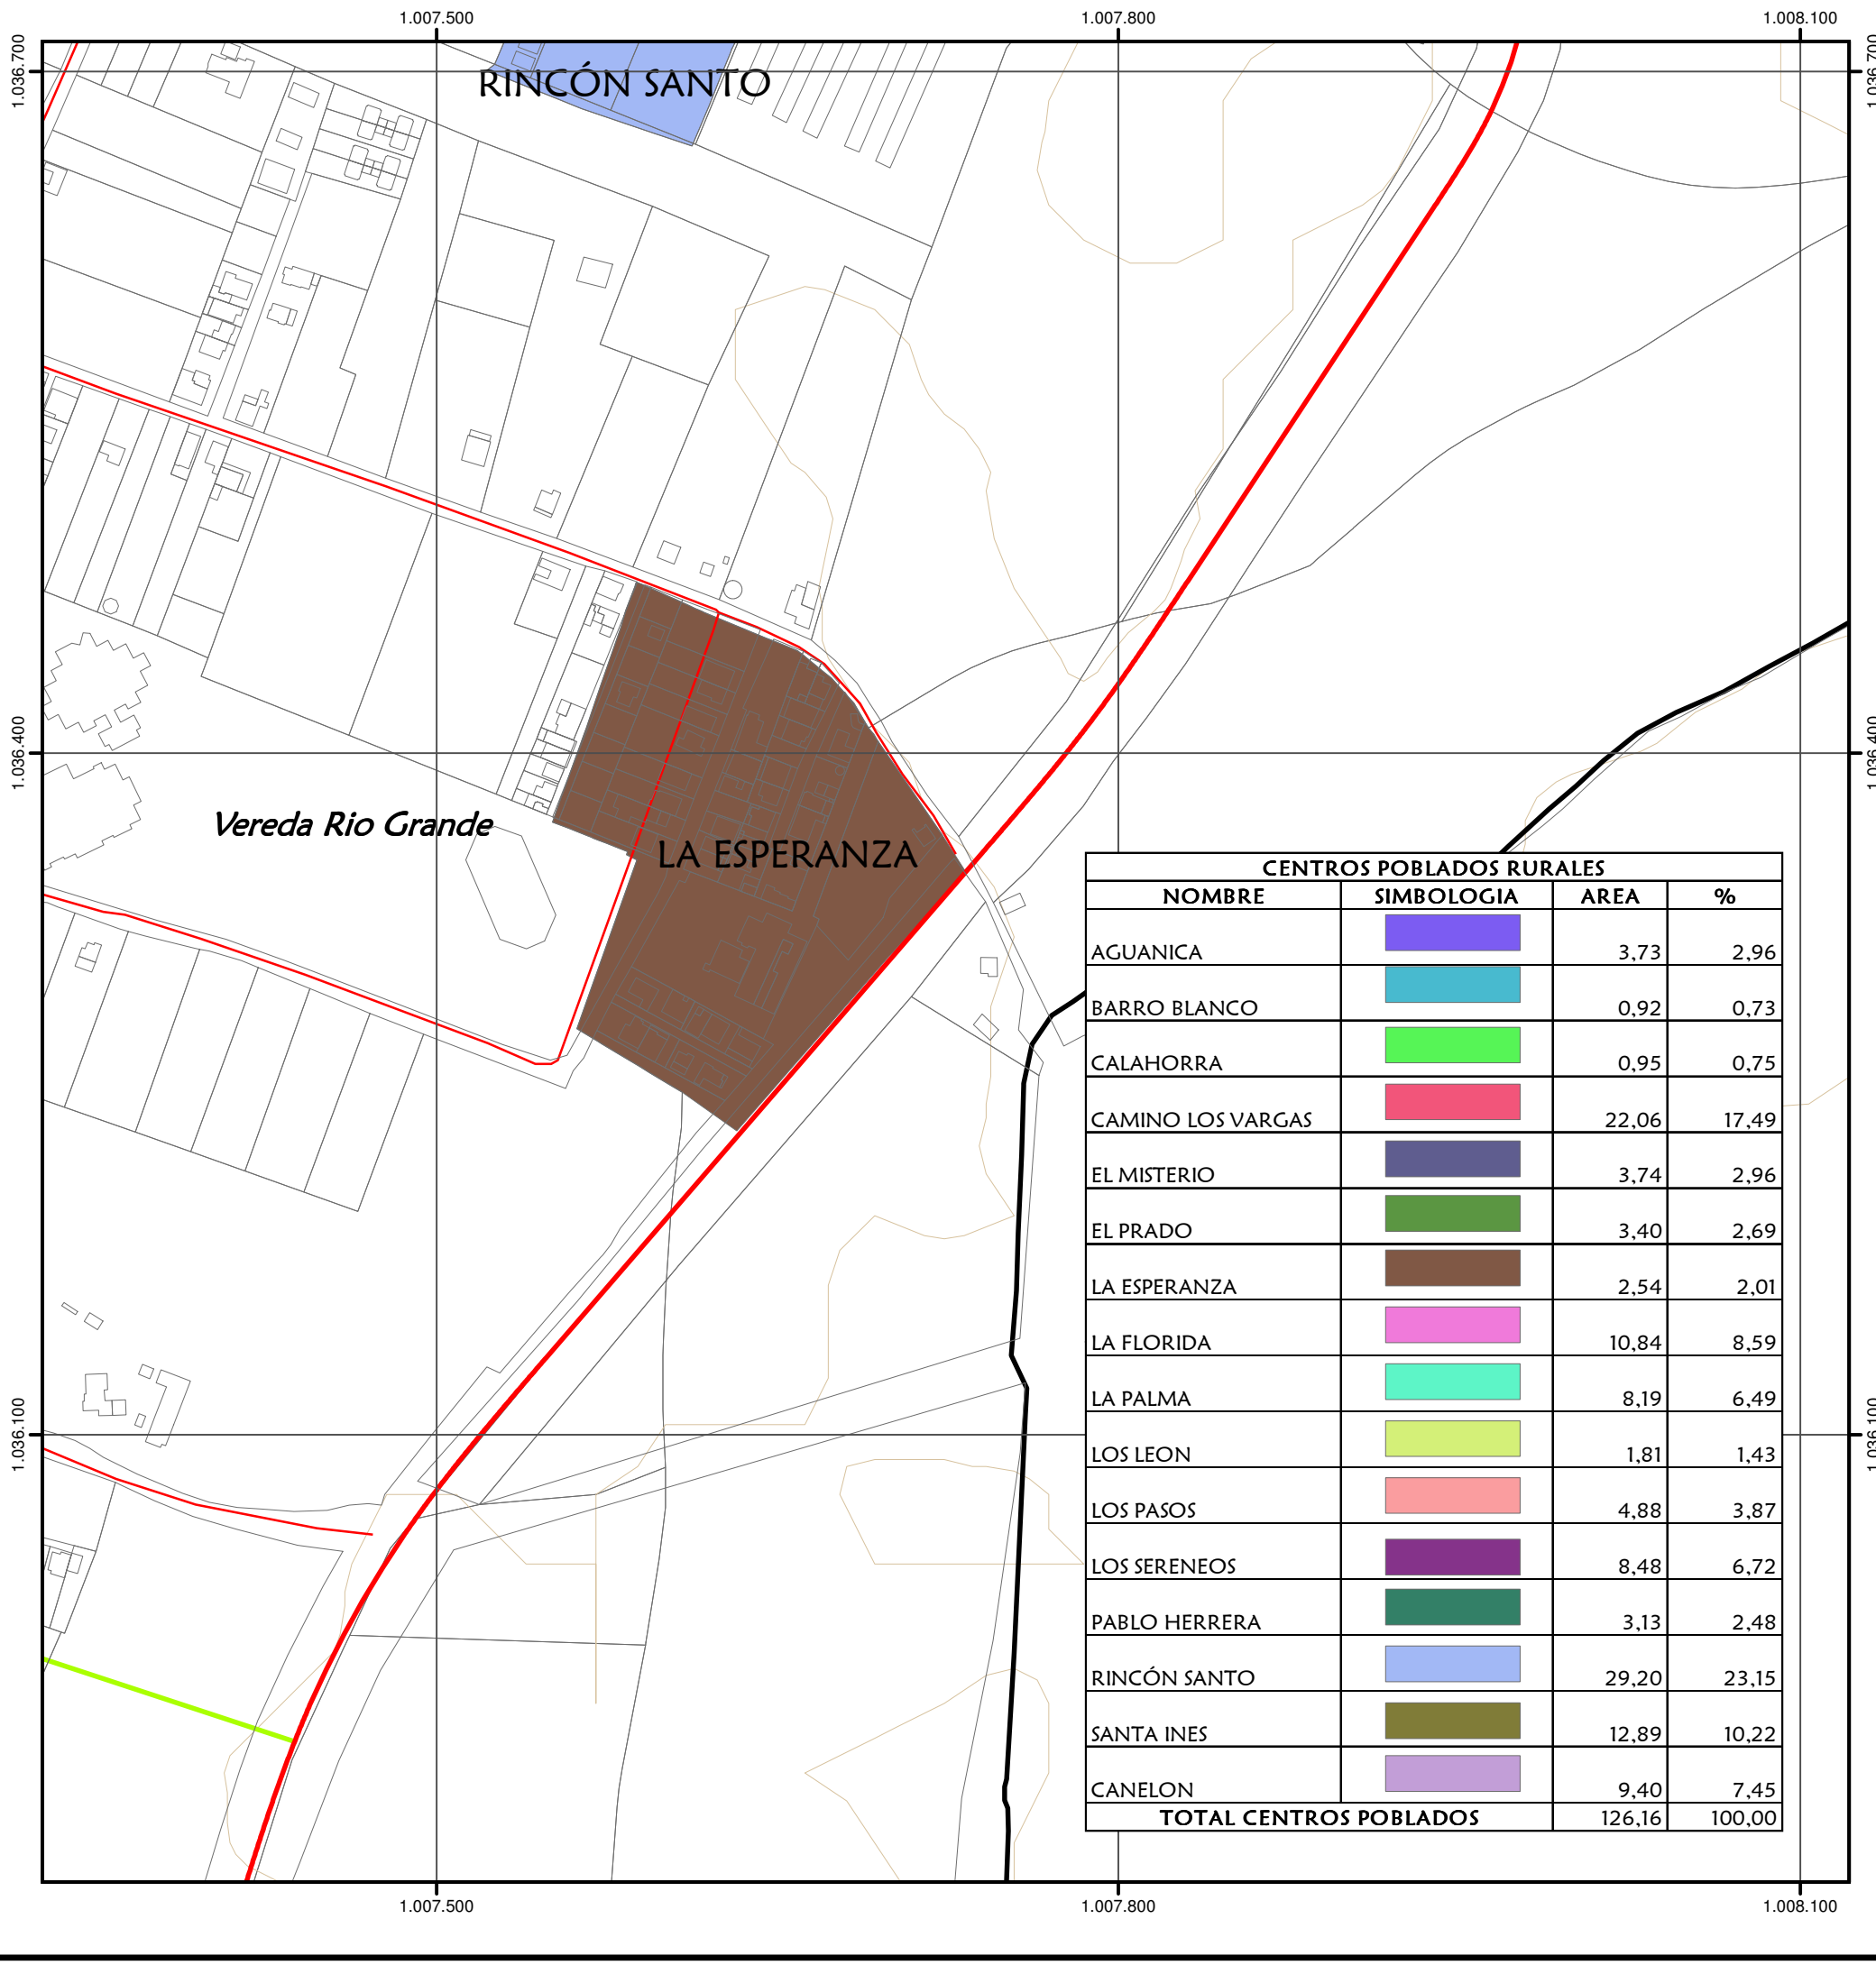 1.007.500 1.007.800 1.008.100
1.036.700 1.036.700
RINCÓN SANTO
1.036.400 1.036.400
Vereda Rio Grande
LA ESPERANZA
CENTROS POBLADOS RURALES
NOMBRE SIMBOLOGIA AREA %
AGUANICA 3,73 2,96
BARRO BLANCO 0,92 0,73
CALAHORRA 0,95 0,75
CAMINO LOS VARGAS 22,06 17,49
EL MISTERIO 3,74 2,96
EL PRADO 3,40 2,69
LA ESPERANZA 2,54 2,01
LA FLORIDA 10,84 8,59
LA PALMA 8,19 6,49
LOS LEON 1,81 1,43
LOS PASOS 4,88 3,87
LOS SERENEOS 8,48 6,72
PABLO HERRERA 3,13 2,48
RINCÓN SANTO 29,20 23,15
SANTA INES 12,89 10,22
CANELON 9,40 7,45
TOTAL CENTROS POBLADOS 126,16 100,00
1.036.100 1.036.100
1.007.500 1.007.800 1.008.100